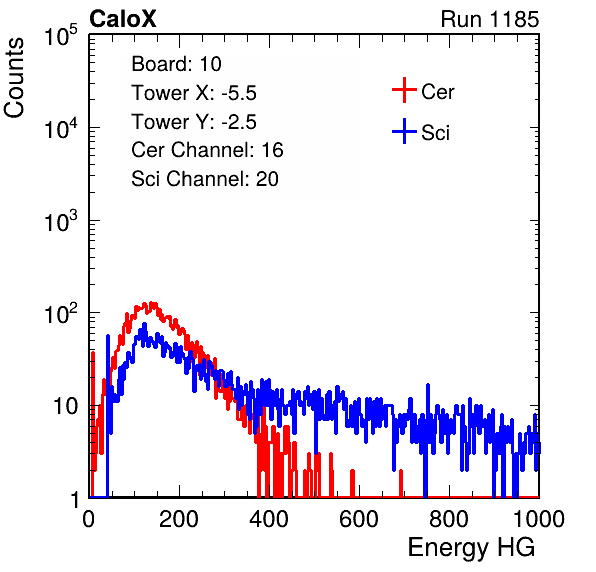 CaloX
Run 1185
Counts
10^5
10^4
10^3
10^2
10
1
Board: 10
Tower X: -5.5
Tower Y: -2.5
Cer Channel: 16
Sci Channel: 20
Cer
Sci
0 200 400 600 800 1000
Energy HG